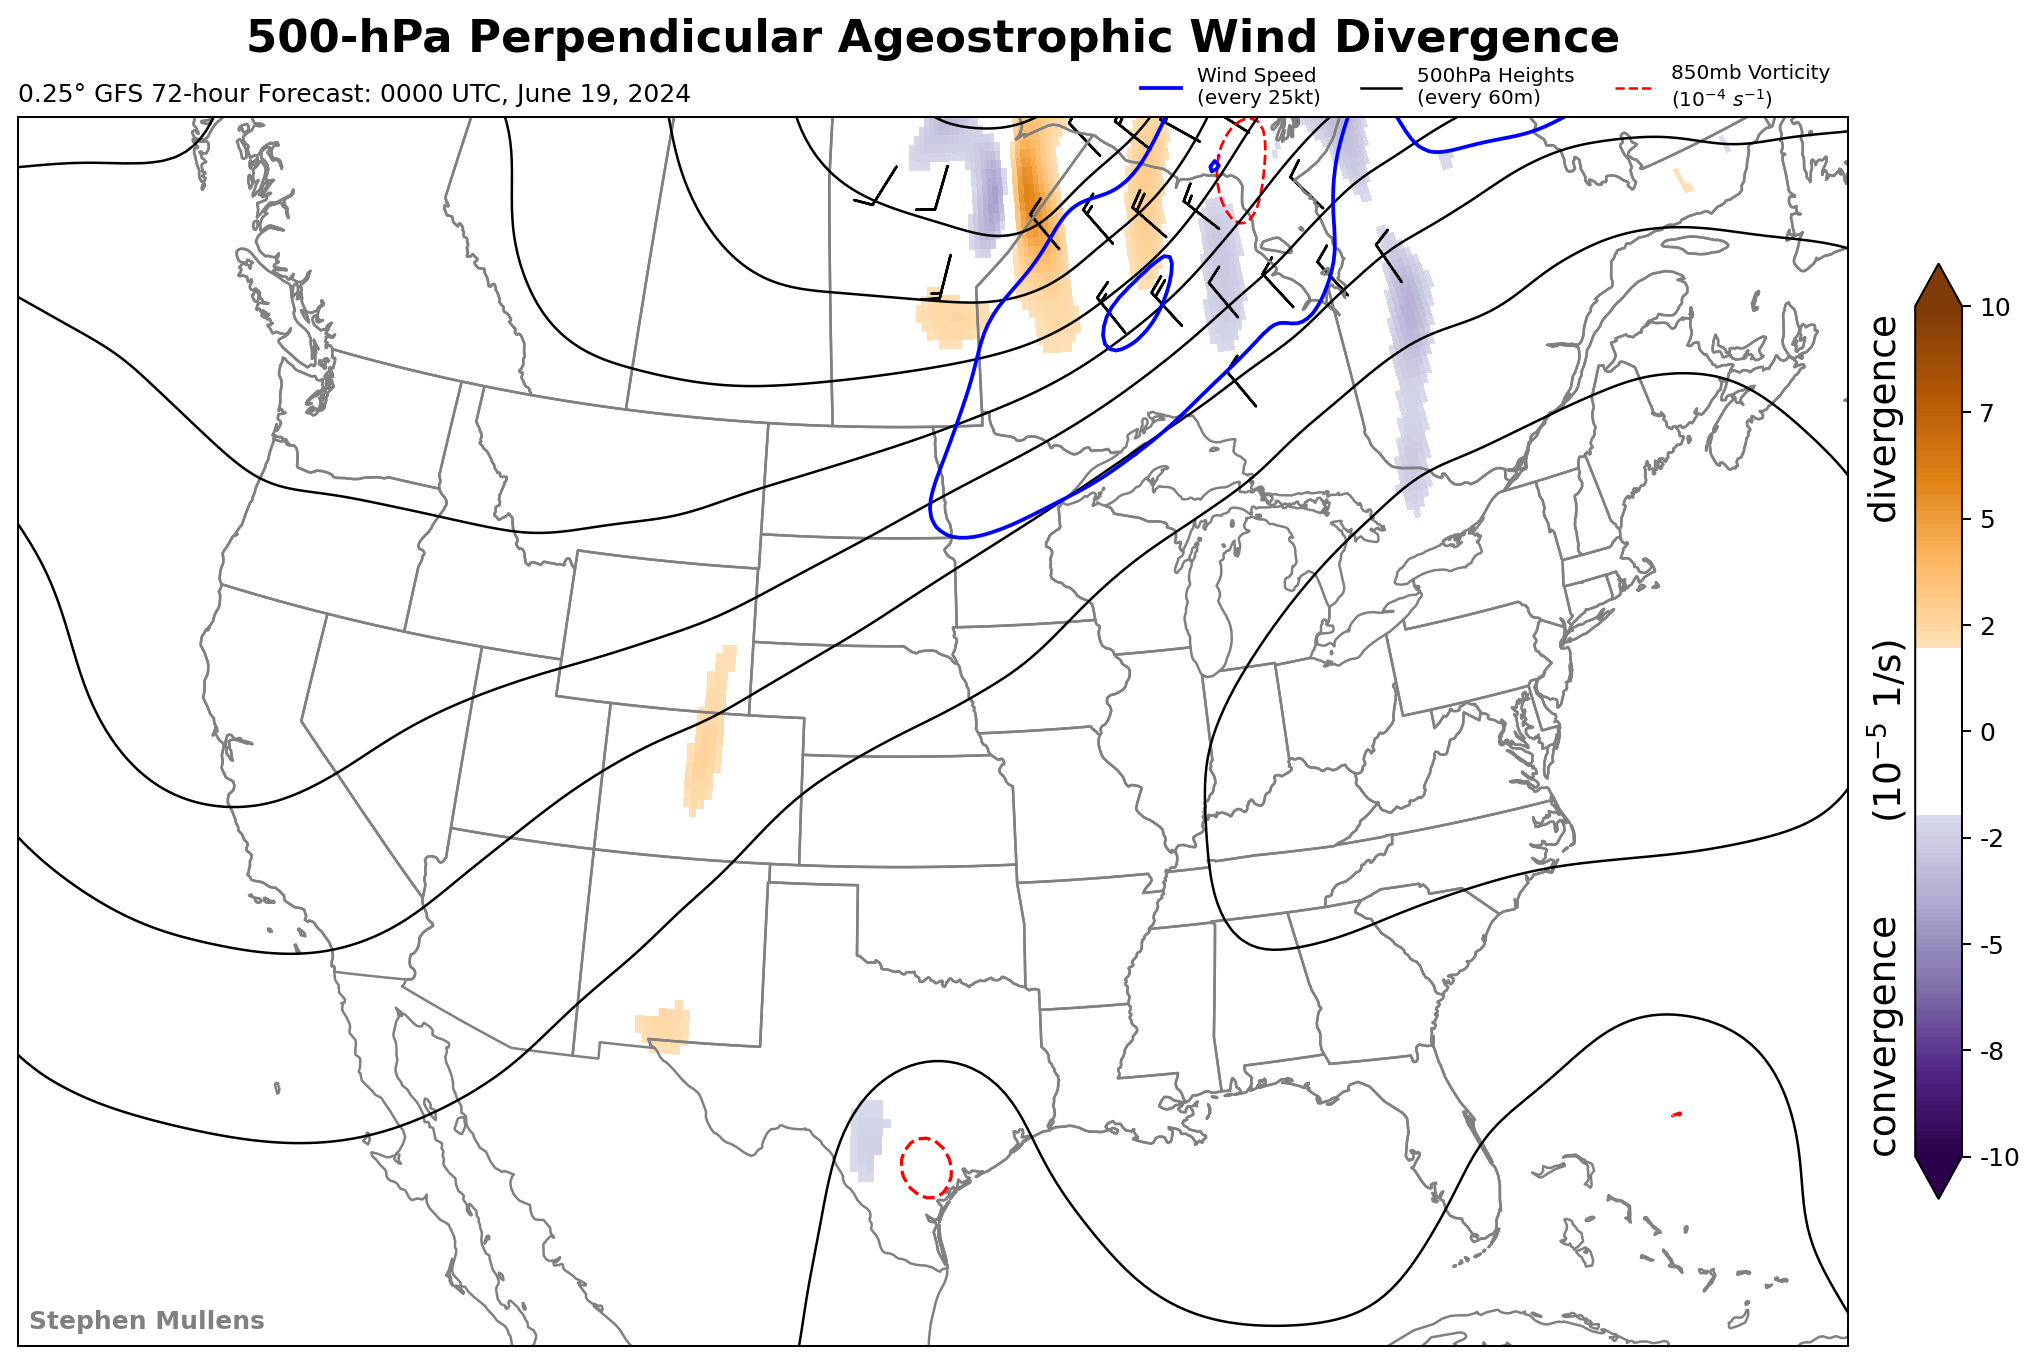 500-hPa Perpendicular Ageostrophic Wind Divergence
0.25° GFS 72-hour Forecast: 0000 UTC, June 19, 2024
Wind Speed
(every 25kt)
500hPa Heights
(every 60m)
850mb Vorticity
(10⁻⁴ s⁻¹)
10
7
5
2
0
-2
-5
-8
-10
convergence (10⁻⁵ 1/s) divergence
Stephen Mullens